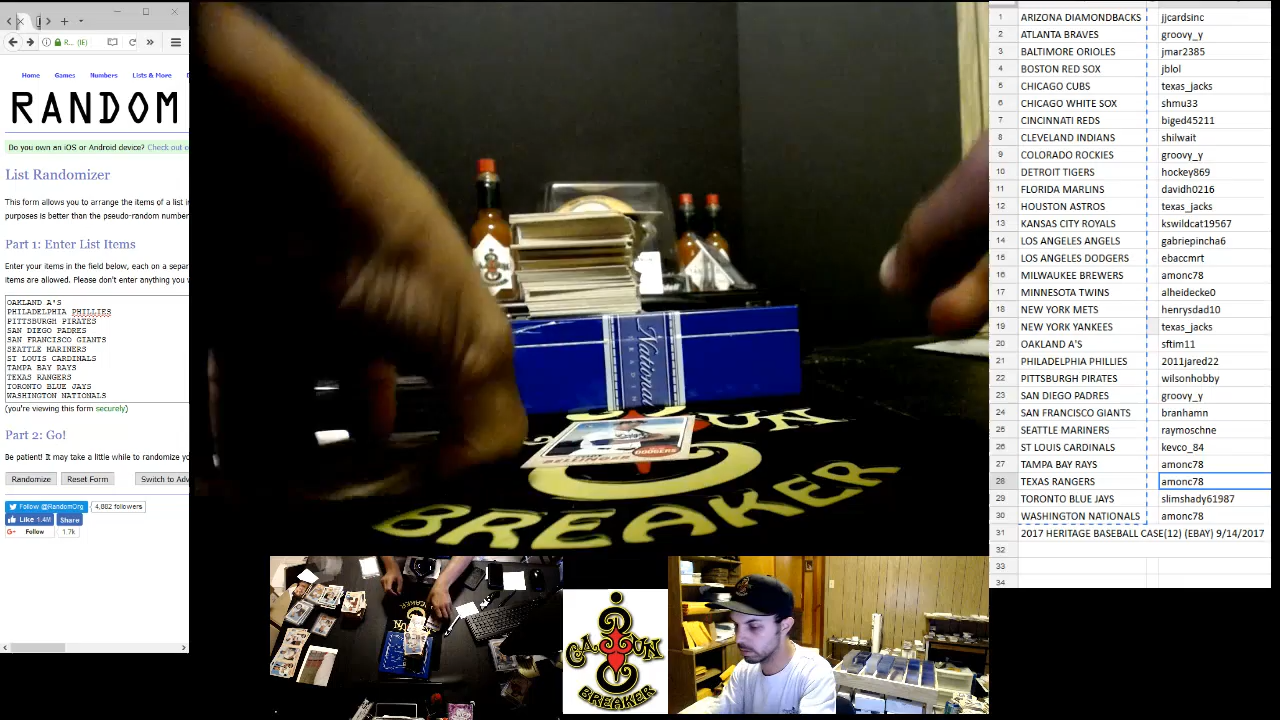 R... (IE)
Home Games Numbers Lists & More
RANDOM
Do you own an iOS or Android device? Check out o
List Randomizer
This form allows you to arrange the items of a list i
purposes is better than the pseudo-random number
Part 1: Enter List Items
Enter your items in the field below, each on a separ
items are allowed. Please don't enter anything you w
OAKLAND A'S
PHILADELPHIA PHILLIES
PITTSBURGH PIRATES
SAN DIEGO PADRES
SAN FRANCISCO GIANTS
SEATTLE MARINERS
ST LOUIS CARDINALS
TAMPA BAY RAYS
TEXAS RANGERS
TORONTO BLUE JAYS
WASHINGTON NATIONALS
(you're viewing this form securely)
Part 2: Go!
Be patient! It may take a little while to randomize yo
Randomize Reset Form Switch to Adv
Follow @RandomOrg 4,882 followers
Like 1.4M Share
Follow 1.7k
National
BELLINGER
DODGERS
BREAKER
CAJUN
BREAKER
1 ARIZONA DIAMONDBACKS jjcardsinc
2 ATLANTA BRAVES groovy_y
3 BALTIMORE ORIOLES jmar2385
4 BOSTON RED SOX jblol
5 CHICAGO CUBS texas_jacks
6 CHICAGO WHITE SOX shmu33
7 CINCINNATI REDS biged45211
8 CLEVELAND INDIANS shilwait
9 COLORADO ROCKIES groovy_y
10 DETROIT TIGERS hockey869
11 FLORIDA MARLINS davidh0216
12 HOUSTON ASTROS texas_jacks
13 KANSAS CITY ROYALS kswildcat19567
14 LOS ANGELES ANGELS gabriepincha6
15 LOS ANGELES DODGERS ebaccmrt
16 MILWAUKEE BREWERS amonc78
17 MINNESOTA TWINS alheidecke0
18 NEW YORK METS henrysdad10
19 NEW YORK YANKEES texas_jacks
20 OAKLAND A'S sftim11
21 PHILADELPHIA PHILLIES 2011jared22
22 PITTSBURGH PIRATES wilsonhobby
23 SAN DIEGO PADRES groovy_y
24 SAN FRANCISCO GIANTS branhamn
25 SEATTLE MARINERS raymoschne
26 ST LOUIS CARDINALS kevco_84
27 TAMPA BAY RAYS amonc78
28 TEXAS RANGERS amonc78
29 TORONTO BLUE JAYS slimshady61987
30 WASHINGTON NATIONALS amonc78
31 2017 HERITAGE BASEBALL CASE(12) (EBAY) 9/14/2017
32
33
34